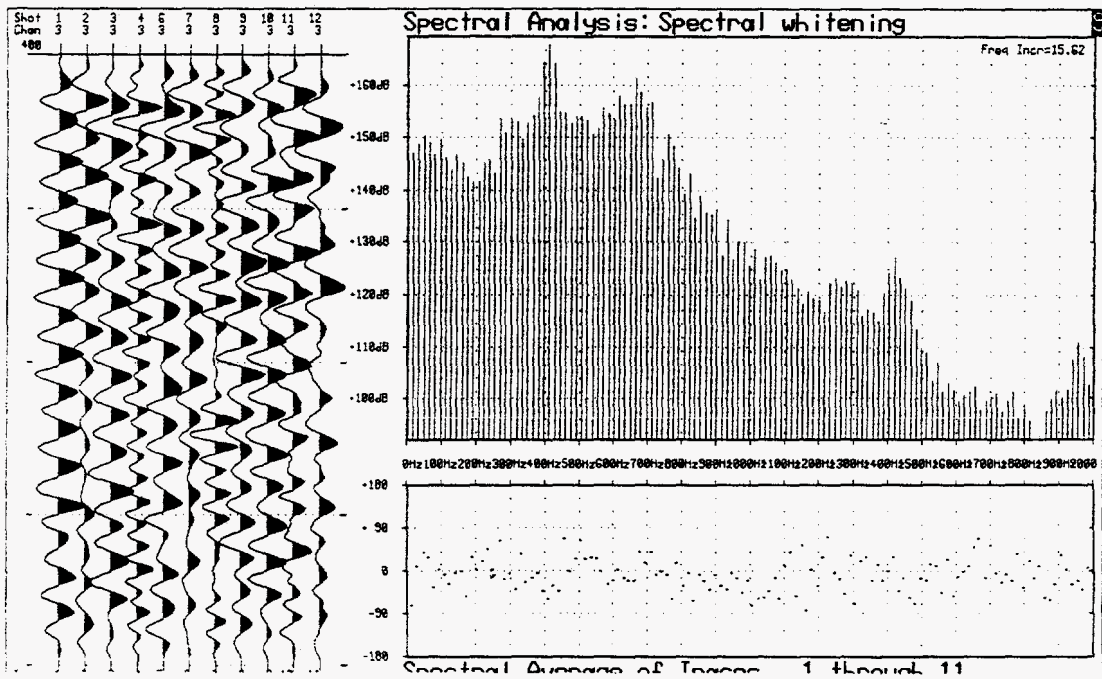 Shot 1 2 3 4 6 7 8 9 10 11 12
Chan 3 3 3 3 3 3 3 3 3 3 3
400
Spectral Analysis: Spectral whitening
Freq Incr=15.62
+160dB
+150dB
+140dB
+130dB
+120dB
+110dB
+100dB
0Hz100Hz200Hz300Hz400Hz500Hz600Hz700Hz800Hz900Hz1000Hz1100Hz1200Hz1300Hz1400Hz1500Hz1600Hz1700Hz1800Hz1900Hz2000
+180
+ 90
0
-90
-180
Spectral Average of Traces 1 through 11